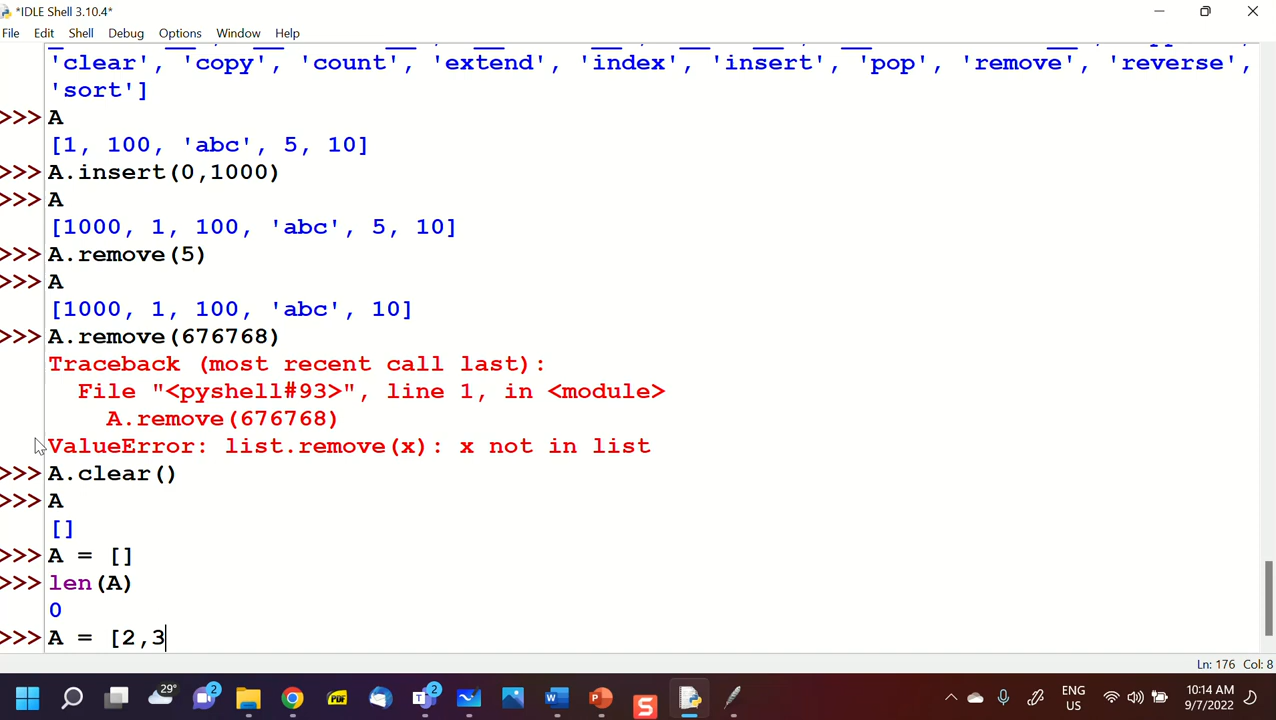 *IDLE Shell 3.10.4*
File Edit Shell Debug Options Window Help
'clear', 'copy', 'count', 'extend', 'index', 'insert', 'pop', 'remove', 'reverse',
'sort']
>>> A
[1, 100, 'abc', 5, 10]
>>> A.insert(0,1000)
>>> A
[1000, 1, 100, 'abc', 5, 10]
>>> A.remove(5)
>>> A
[1000, 1, 100, 'abc', 10]
>>> A.remove(676768)
Traceback (most recent call last):
  File "<pyshell#93>", line 1, in <module>
    A.remove(676768)
ValueError: list.remove(x): x not in list
>>> A.clear()
>>> A
[]
>>> A = []
>>> len(A)
0
>>> A = [2,3
Ln: 176 Col: 8
29° 2 PDF T 2 W P S ENG 10:14 AM
US 9/7/2022